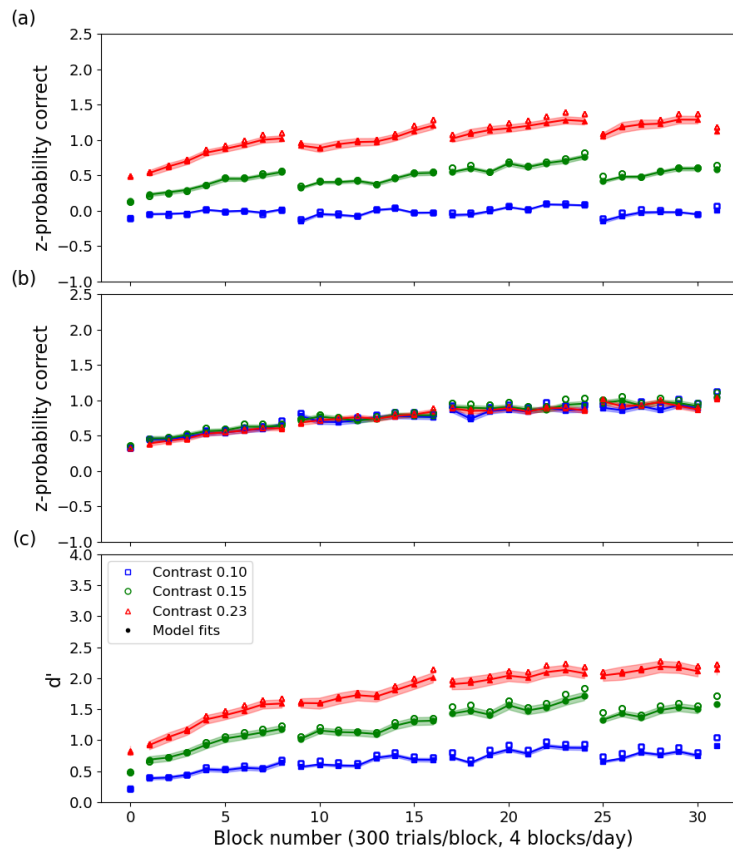 (a)
2.5
2.0
1.5
1.0
0.5
0.0
−0.5
−1.0
z-probability correct
(b)
2.5
2.0
1.5
1.0
0.5
0.0
−0.5
−1.0
z-probability correct
(c)
4.0
3.5
3.0
2.5
2.0
1.5
1.0
0.5
0.0
d'
Contrast 0.10
Contrast 0.15
Contrast 0.23
Model fits
0 5 10 15 20 25 30
Block number (300 trials/block, 4 blocks/day)